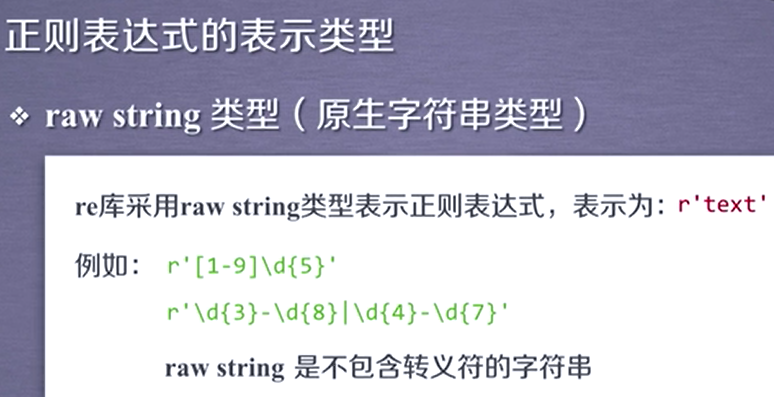 正则表达式的表示类型
❖ raw string 类型（原生字符串类型）
re库采用raw string类型表示正则表达式，表示为：r'text'
例如： r'[1-9]\d{5}'
r'\d{3}-\d{8}|\d{4}-\d{7}'
raw string 是不包含转义符的字符串